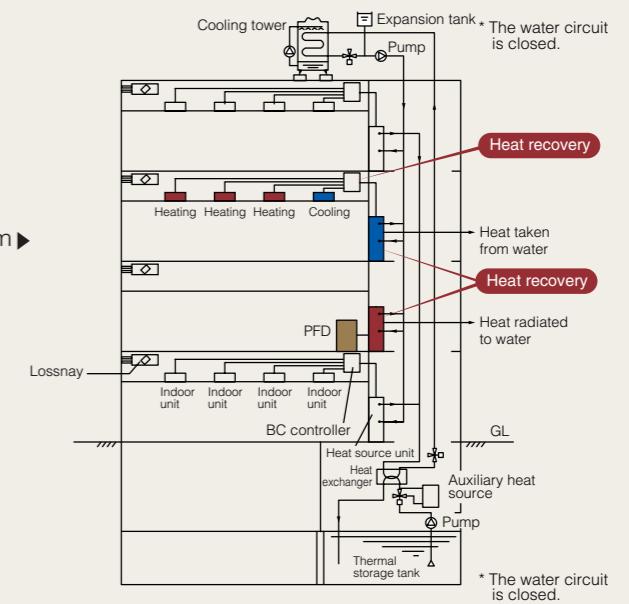 Cooling tower
Expansion tank
* The water circuit
is closed.
Pump
Heat recovery
Heating Heating Heating Cooling
Heat taken
from water
Heat recovery
PFD
Heat radiated
to water
Lossnay
Indoor
unit
Indoor
unit
Indoor
unit
Indoor
unit
BC controller
GL
Heat source unit
Heat
exchanger
Auxiliary heat
source
Pump
Thermal
storage tank
* The water circuit
is closed.